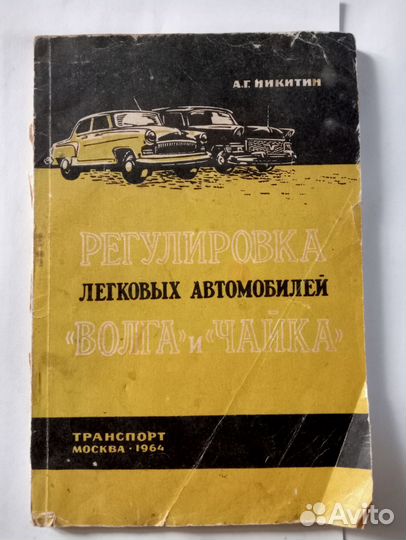 А.Г. НИКИТИН
РЕГУЛИРОВКА
ЛЕГКОВЫХ АВТОМОБИЛЕЙ
«ВОЛГА» и «ЧАЙКА»
ТРАНСПОРТ
МОСКВА · 1964
Avito